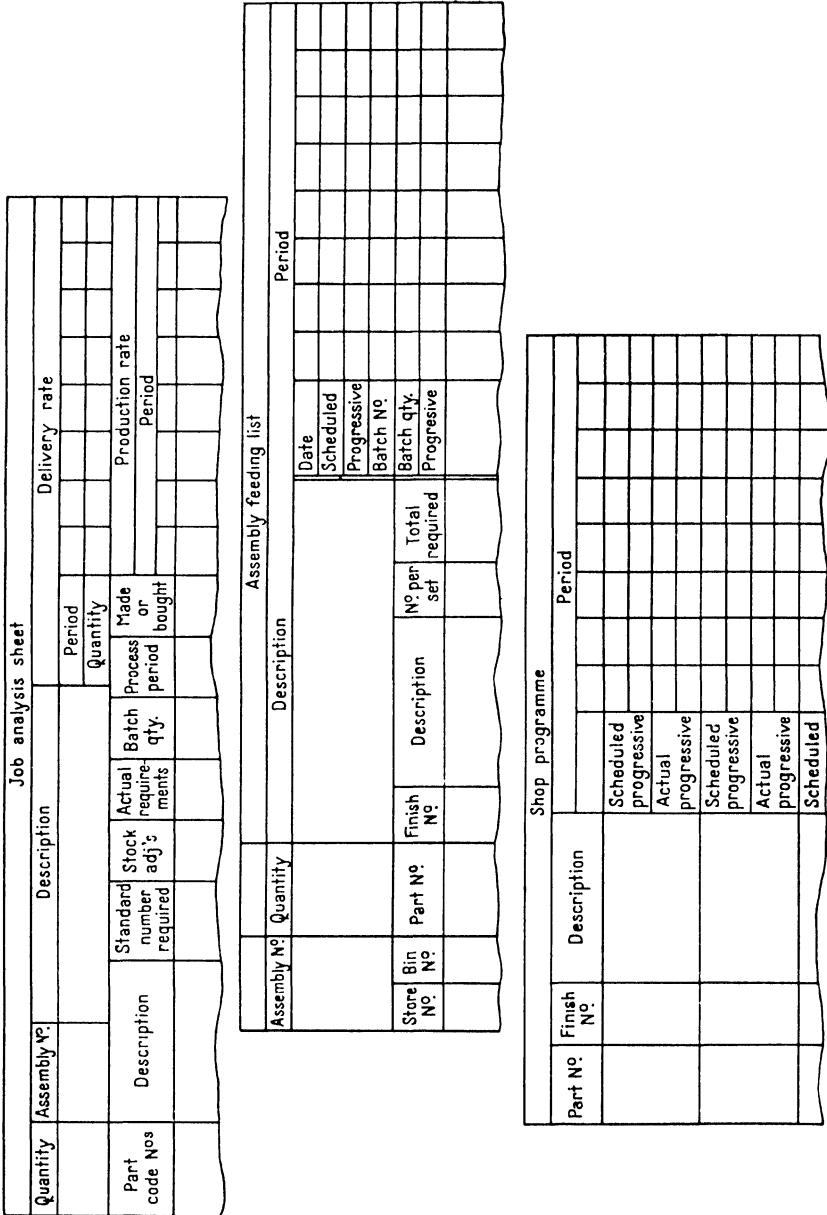 Job analysis sheet
Quantity Assembly Nº. Description Delivery rate
Period
Quantity
Part
code Nos
Description
Standard
number
required
Stock
adj's
Actual
require-
ments
Batch
qty.
Process
period
Made
or
bought
Production rate
Period
Assembly feeding list
Assembly Nº. Quantity Description Period
Date
Scheduled
Progressive
Batch Nº.
Batch qty.
Progresive
Store
Nº.
Bin
Nº.
Part Nº.
Finish
Nº.
Description
Nº per
set
Total
required
Shop programme
Part Nº.
Finish
Nº.
Description
Period
Scheduled
progressive
Actual
progressive
Scheduled
progressive
Actual
progressive
Scheduled